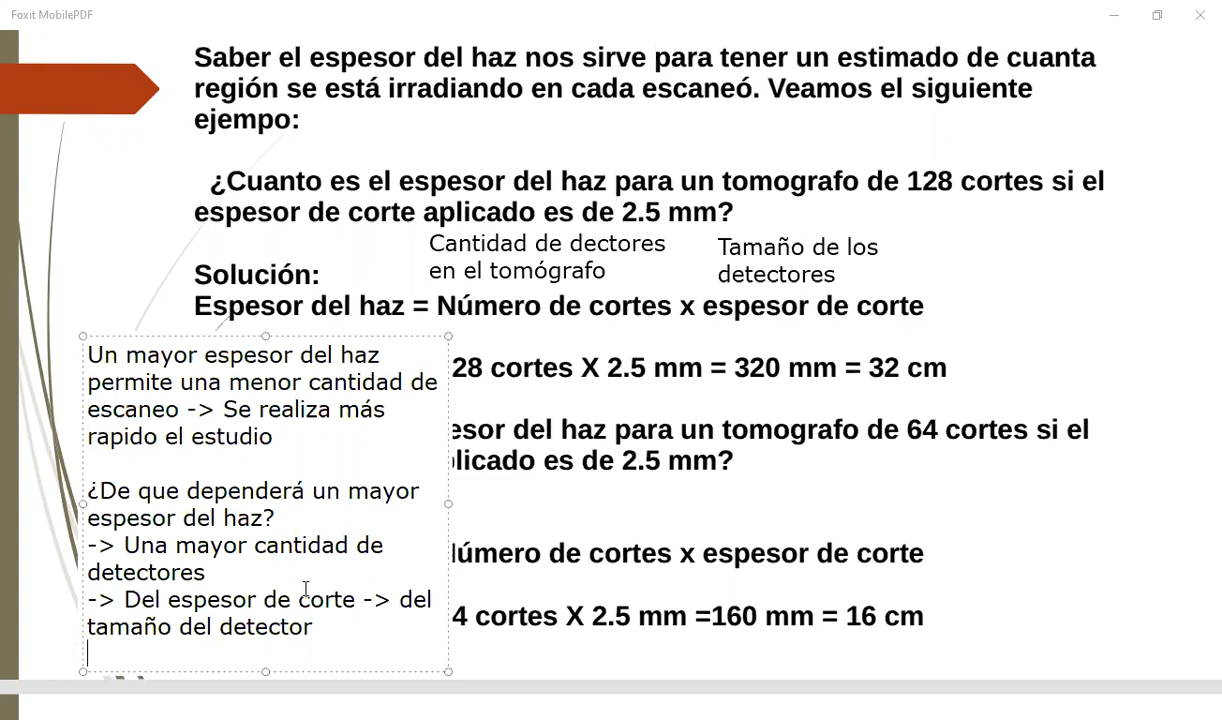 Foxit MobilePDF
Saber el espesor del haz nos sirve para tener un estimado de cuanta
región se está irradiando en cada escaneó. Veamos el siguiente
ejempo:
¿Cuanto es el espesor del haz para un tomografo de 128 cortes si el
espesor de corte aplicado es de 2.5 mm?
Cantidad de dectores
en el tomógrafo
Tamaño de los
detectores
Solución:
Espesor del haz = Número de cortes x espesor de corte
28 cortes X 2.5 mm = 320 mm = 32 cm
esor del haz para un tomografo de 64 cortes si el
licado es de 2.5 mm?
úmero de cortes x espesor de corte
4 cortes X 2.5 mm =160 mm = 16 cm
Un mayor espesor del haz
permite una menor cantidad de
escaneo -> Se realiza más
rapido el estudio
¿De que dependerá un mayor
espesor del haz?
-> Una mayor cantidad de
detectores
-> Del espesor de corte -> del
tamaño del detector